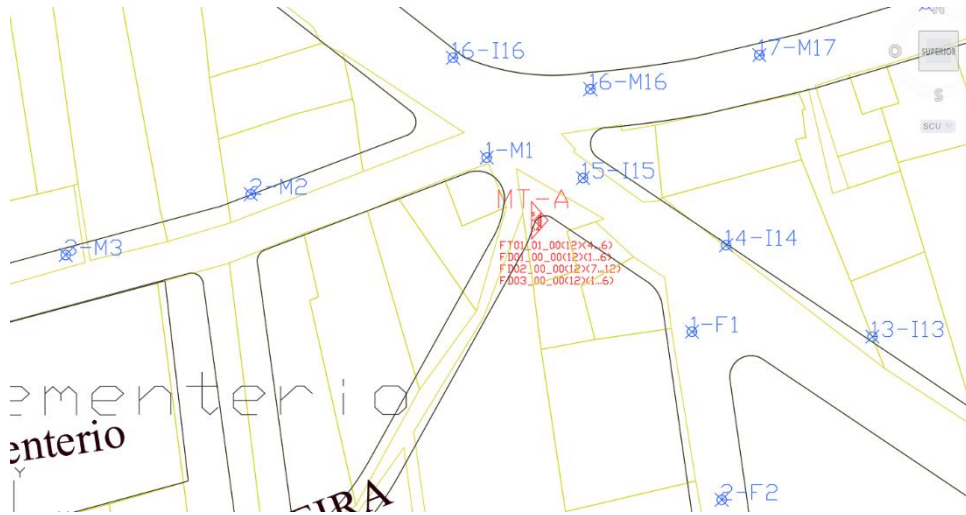 16-I16
17-M17
SUPERIOR
O
S
16-M16
SCU
1-M1
15-I15
2-M2
MT-A
3-M3
14-I14
FT01_01_00(12)(4..6)
FD01_00_00(12)(1..6)
FD02_00_00(12)(7..12)
FD03_00_00(12)(1..6)
1-F1
13-I13
ementerio
enterio
Y
2-F2
EIRA